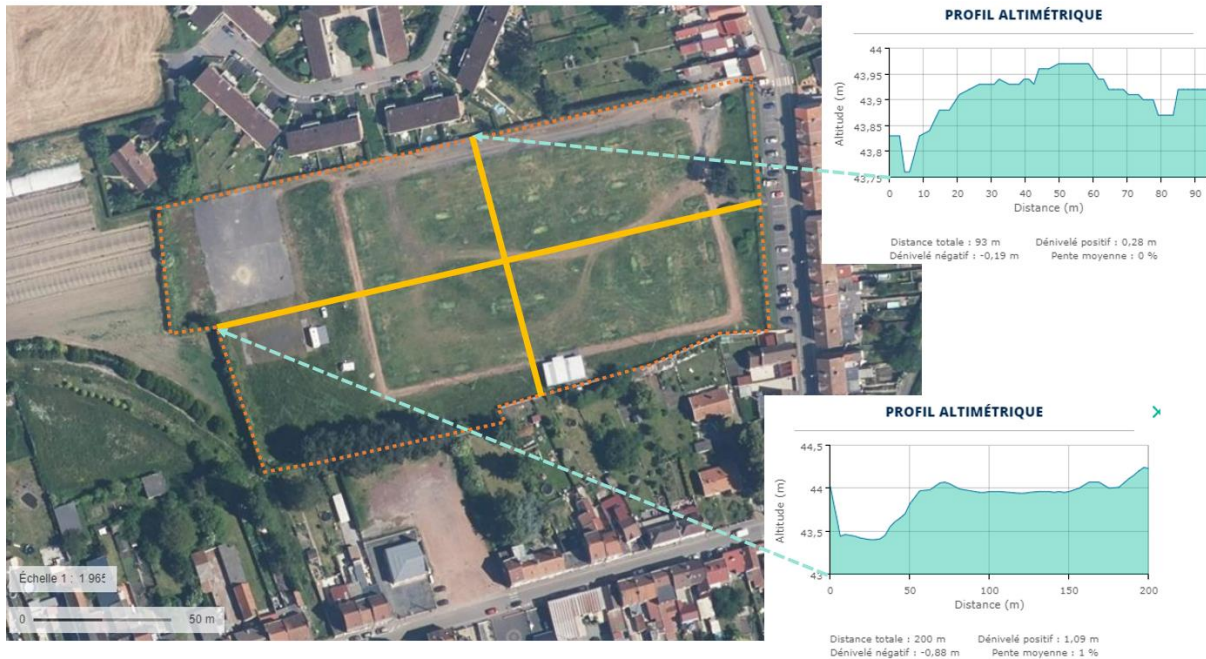 PROFIL ALTIMÉTRIQUE
44
43,95
43,9
43,85
43,8
43,75
Altitude (m)
0 10 20 30 40 50 60 70 80 90
Distance (m)
Distance totale : 93 m Dénivelé positif : 0,28 m
Dénivelé négatif : -0,19 m Pente moyenne : 0 %
PROFIL ALTIMÉTRIQUE
44,5
44
43,5
43
Altitude (m)
0 50 100 150 200
Distance (m)
Distance totale : 200 m Dénivelé positif : 1,09 m
Dénivelé négatif : -0,88 m Pente moyenne : 1 %
Échelle 1 : 1 965
0 50 m